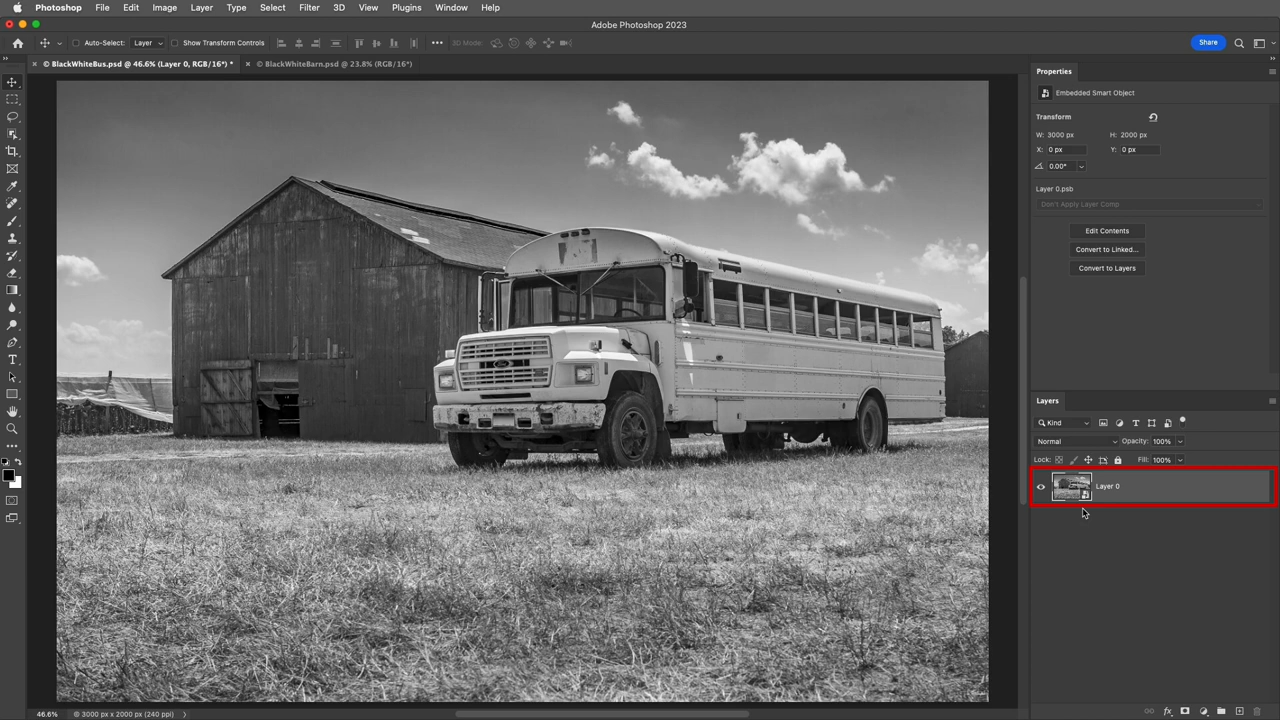 Photoshop File Edit Image Layer Type Select Filter 3D View Plugins Window Help
Adobe Photoshop 2023
Auto-Select: Layer Show Transform Controls ••• 3D Mode: Share
× © BlackWhiteBus.psd @ 46.6% (Layer 0, RGB/16*) * × © BlackWhiteBarn.psd @ 23.8% (RGB/16*)
Properties
Embedded Smart Object
Transform
W: 3000 px H: 2000 px
X: 0 px Y: 0 px
0.00°
Layer 0.psb
Don't Apply Layer Comp
Edit Contents
Convert to Linked...
Convert to Layers
Layers
Kind
Normal Opacity: 100%
Lock: Fill: 100%
Layer 0
46.6% © 3000 px x 2000 px (240 ppi)